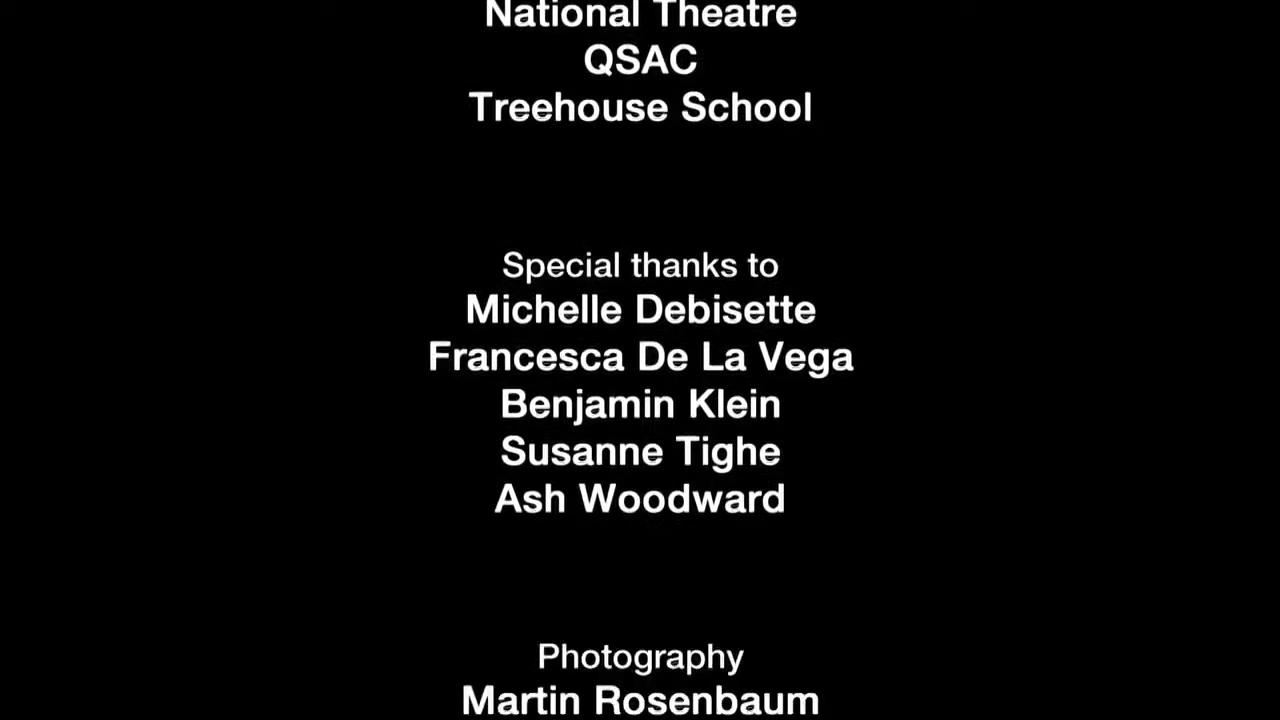 National Theatre
QSAC
Treehouse School
Special thanks to
Michelle Debisette
Francesca De La Vega
Benjamin Klein
Susanne Tighe
Ash Woodward
Photography
Martin Rosenbaum